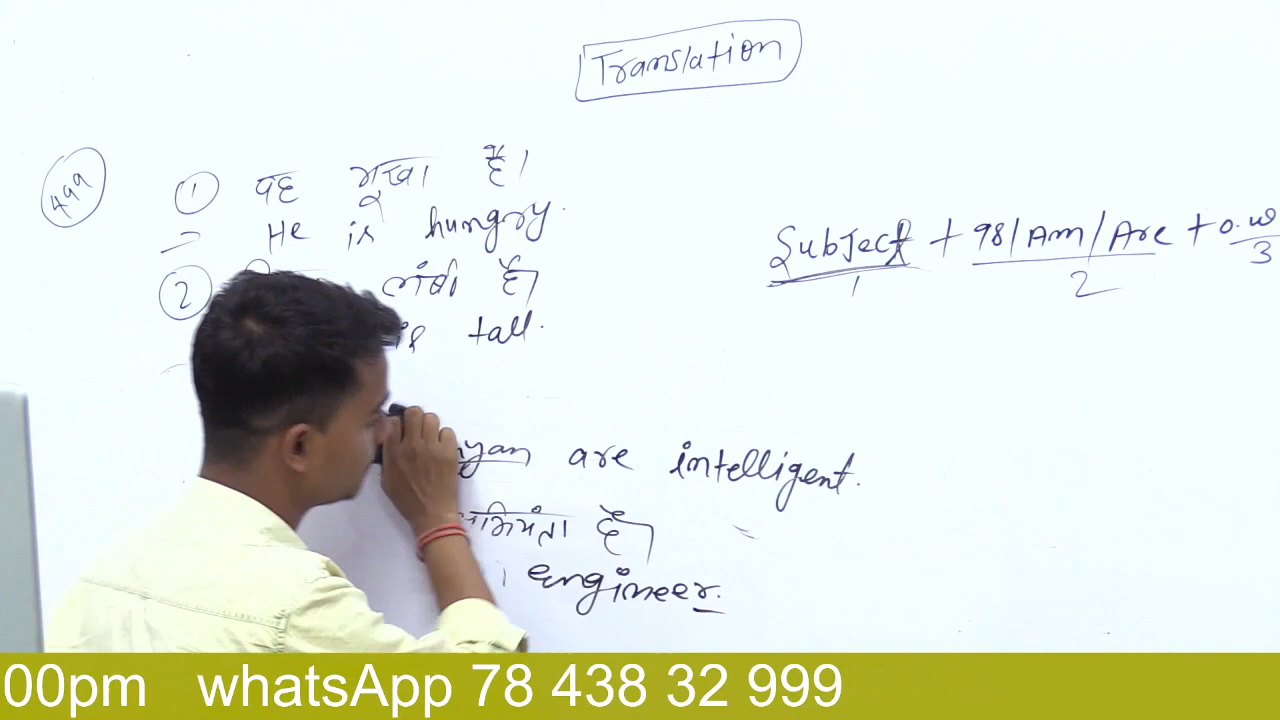 Translation
499
① वह भूखा है।
He is hungry.
② लंबा है।
is tall.
Subject + Is/Am/Are + o.w
1 2 3
are intelligent.
अभियंता है।
engineer.
00pm whatsApp 78 438 32 999